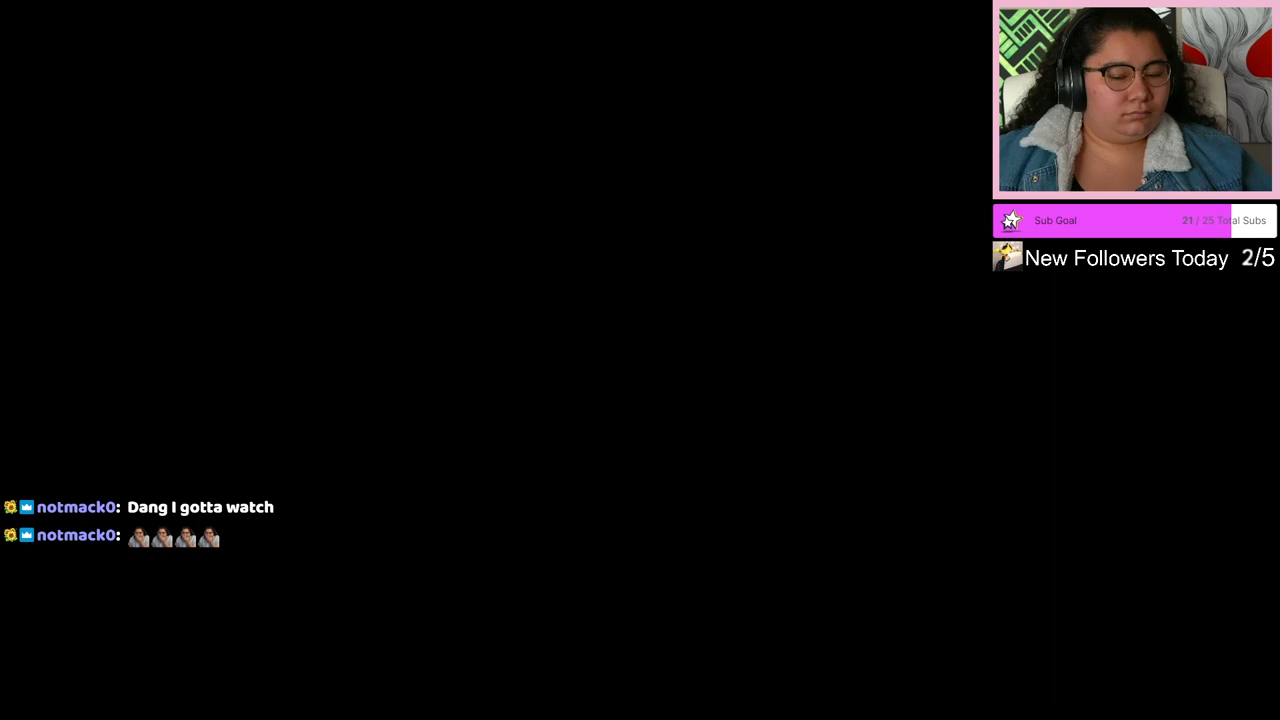 Sub Goal 21 / 25 Total Subs
New Followers Today 2/5
notmack0: Dang I gotta watch
notmack0: